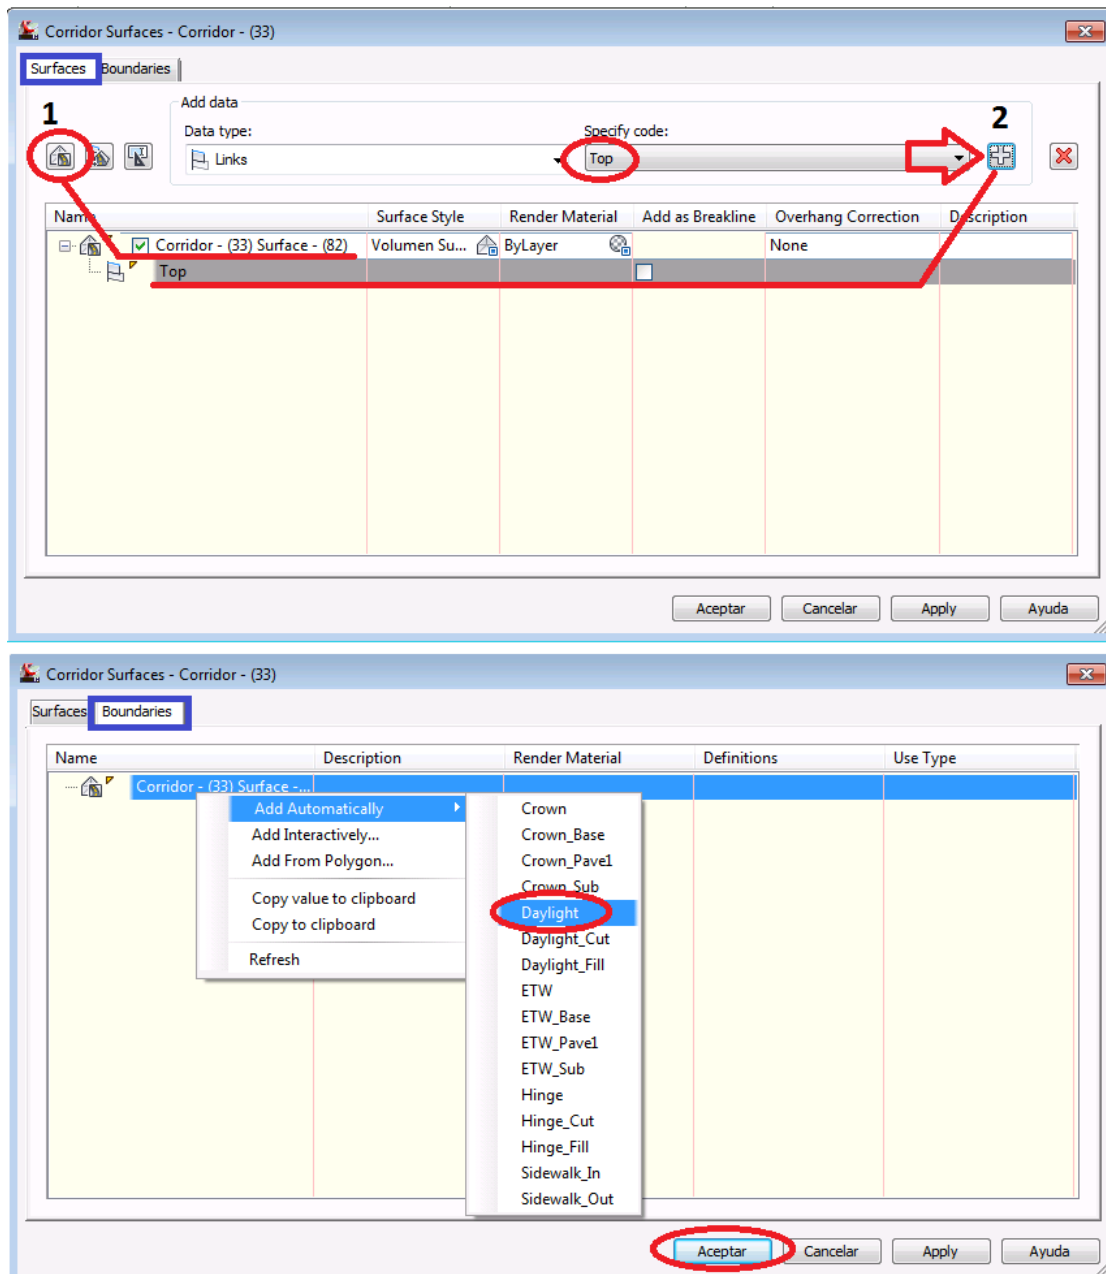 Corridor Surfaces - Corridor - (33)
Surfaces Boundaries
1
Add data
2
Data type: Specify code:
Links Top
Name Surface Style Render Material Add as Breakline Overhang Correction Description
Corridor - (33) Surface - (82) Volumen Su... ByLayer None
Top
Aceptar Cancelar Apply Ayuda
Corridor Surfaces - Corridor - (33)
Surfaces Boundaries
Name Description Render Material Definitions Use Type
Corridor - (33) Surface -...
Add Automatically
Add Interactively...
Add From Polygon...
Copy value to clipboard
Copy to clipboard
Refresh
Crown
Crown_Base
Crown_Pave1
Crown_Sub
Daylight
Daylight_Cut
Daylight_Fill
ETW
ETW_Base
ETW_Pave1
ETW_Sub
Hinge
Hinge_Cut
Hinge_Fill
Sidewalk_In
Sidewalk_Out
Aceptar Cancelar Apply Ayuda